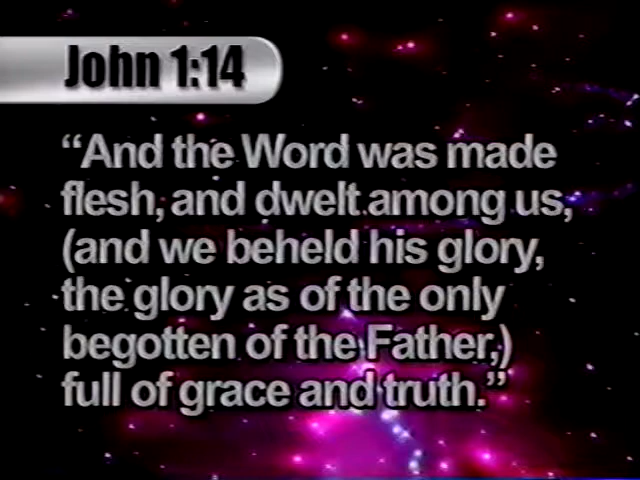 John 1:14
“And the Word was made
flesh, and dwelt among us,
(and we beheld his glory,
the glory as of the only
begotten of the Father,)
full of grace and truth.”